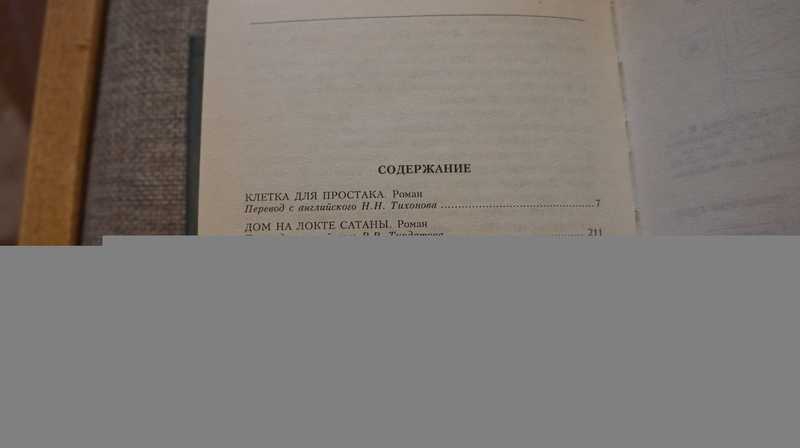 СОДЕРЖАНИЕ
КЛЕТКА ДЛЯ ПРОСТАКА. Роман
Перевод с английского Н.Н. Тихонова ........................................... 7
ДОМ НА ЛОКТЕ САТАНЫ. Роман
211